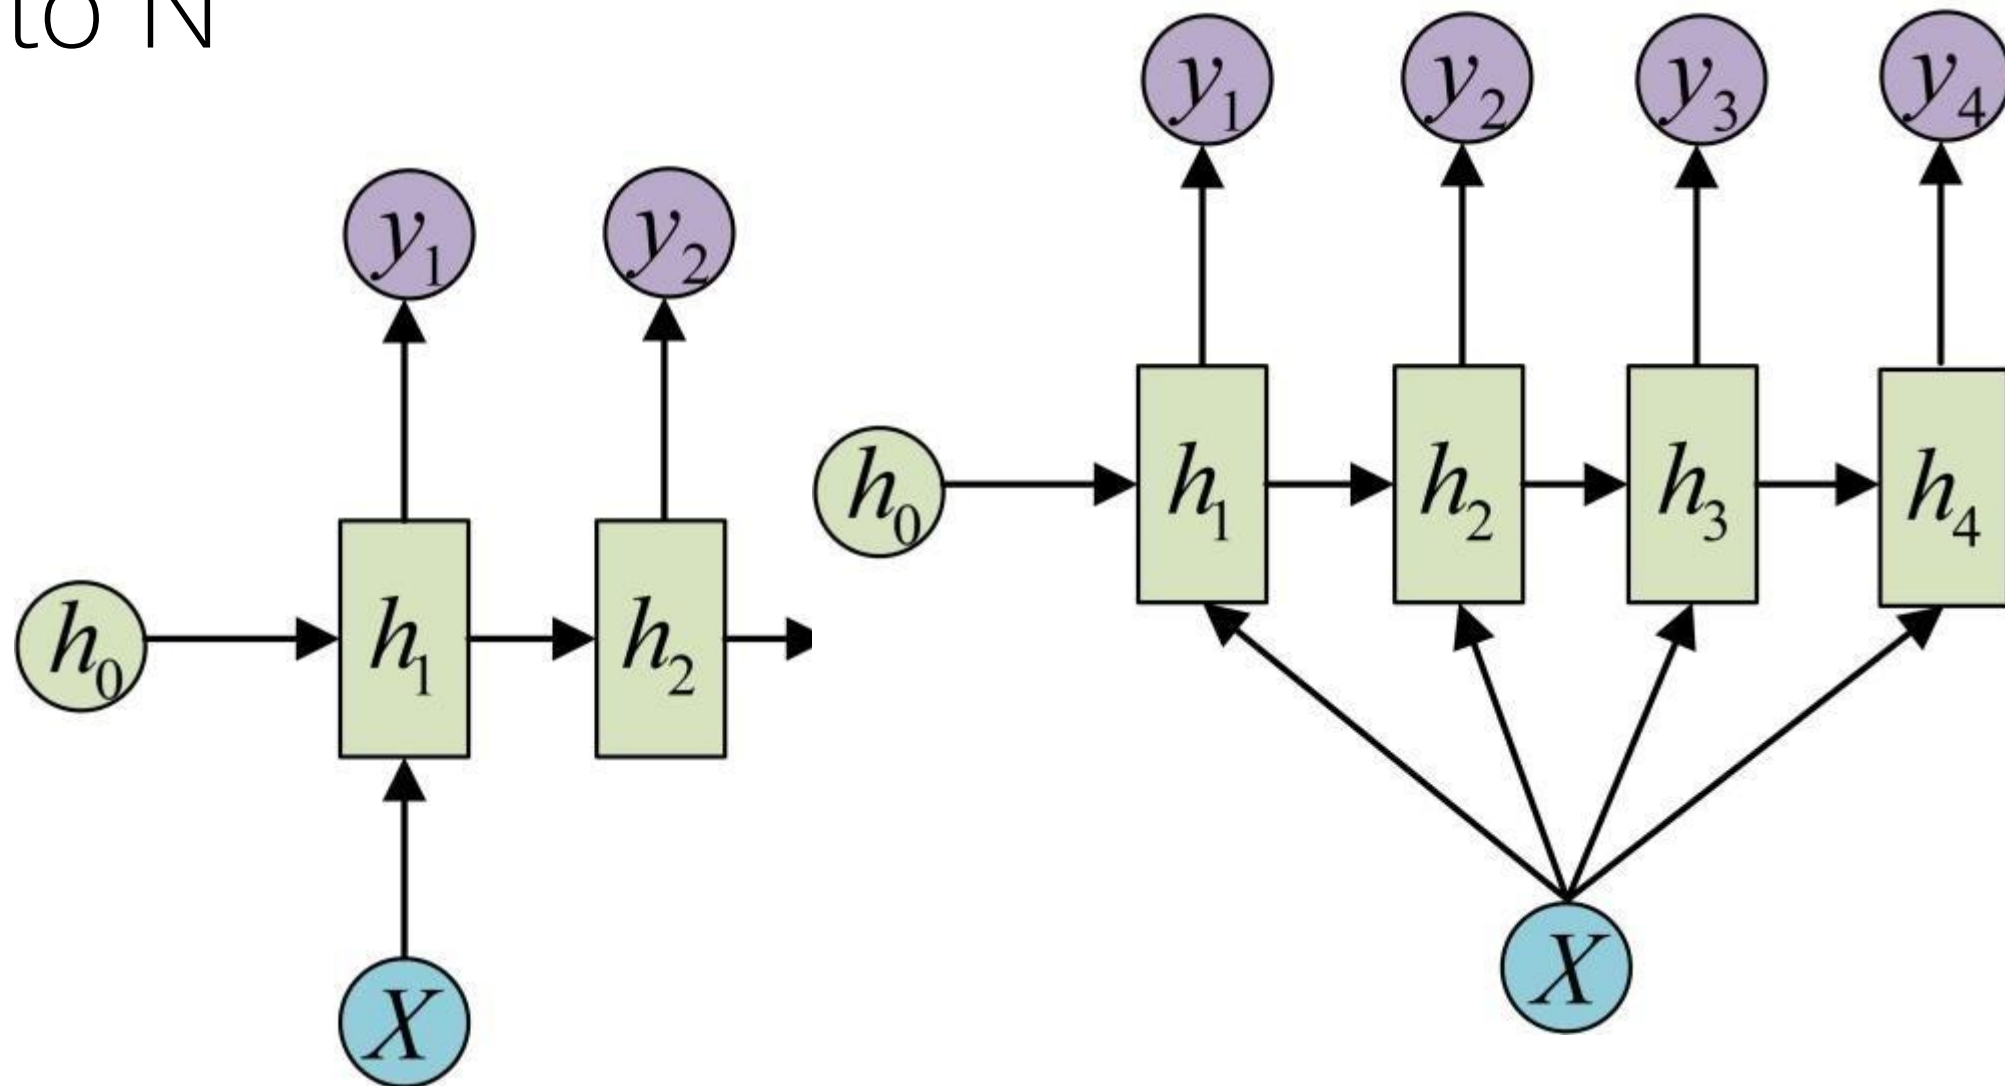 to N
y₁ y₂
h₀ h₁ h₂
X
y₁ y₂ y₃ y₄
h₀ h₁ h₂ h₃ h₄
X